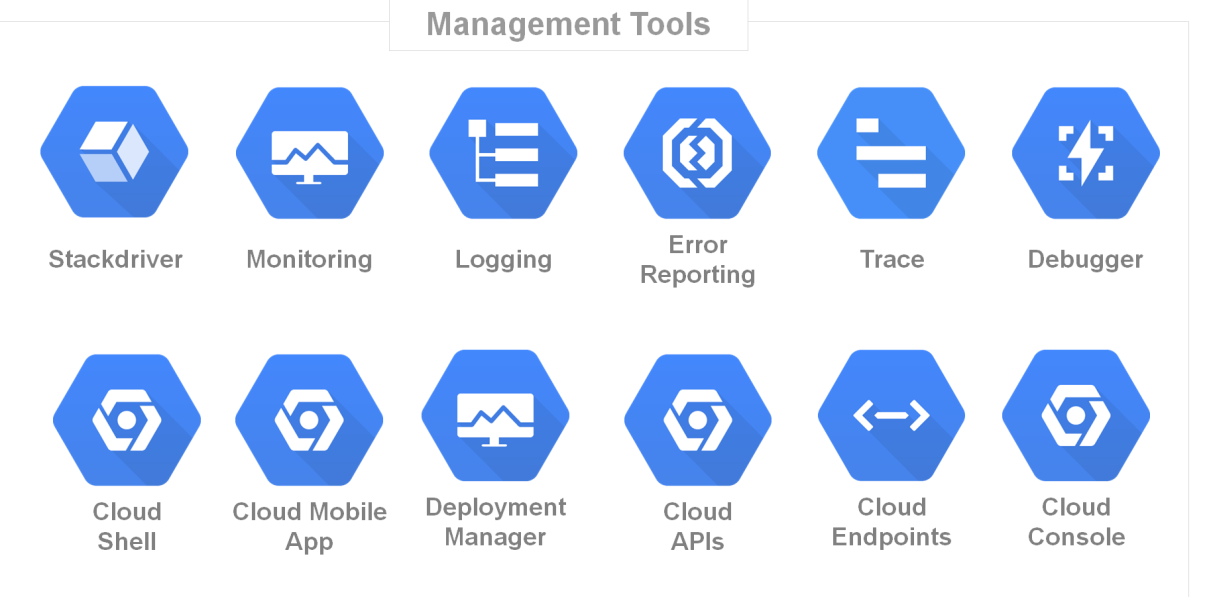 Management Tools
Stackdriver
Monitoring
Logging
Error
Reporting
Trace
Debugger
Cloud
Shell
Cloud Mobile
App
Deployment
Manager
Cloud
APIs
Cloud
Endpoints
Cloud
Console